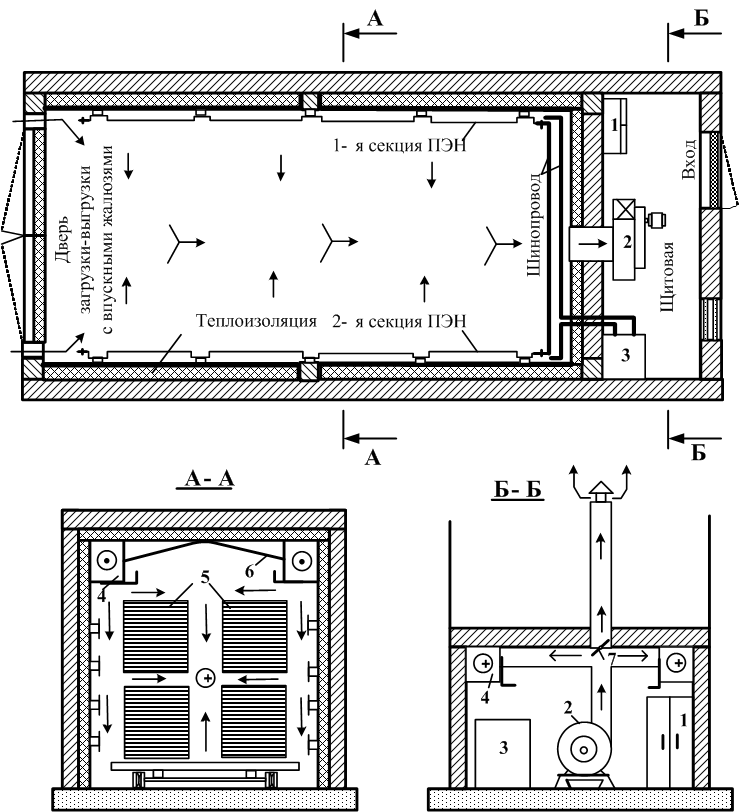 А Б
1- я секция ПЭН
1
Вход
Дверь
загрузки-выгрузки
с впускными жалюзями
Шинопровод
2
Щитовая
Теплоизоляция 2- я секция ПЭН
3
А Б
А- А
Б- Б
4 5 6
7
4
2
1
3